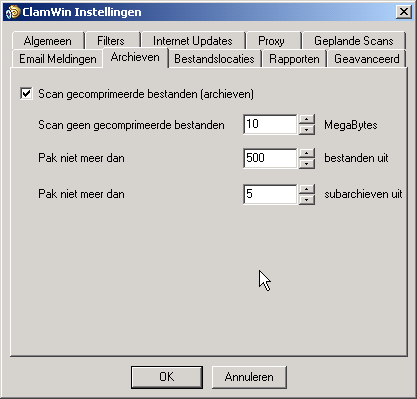 ClamWin Instellingen
Algemeen Filters Internet Updates Proxy Geplande Scans
Email Meldingen Archieven Bestandslocaties Rapporten Geavanceerd
Scan gecomprimeerde bestanden (archieven)
Scan geen gecomprimeerde bestanden 10 MegaBytes
Pak niet meer dan 500 bestanden uit
Pak niet meer dan 5 subarchieven uit
OK Annuleren